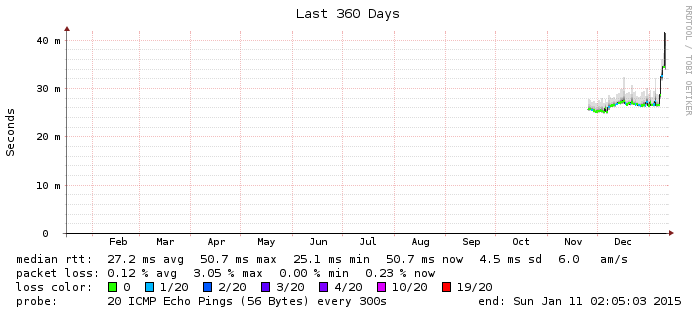 Last 360 Days
RRDTOOL / TOBI OETIKER
Seconds
40 m
30 m
20 m
10 m
0
Feb Mar Apr May Jun Jul Aug Sep Oct Nov Dec
median rtt: 27.2 ms avg 50.7 ms max 25.1 ms min 50.7 ms now 4.5 ms sd 6.0 am/s
packet loss: 0.12 % avg 3.05 % max 0.00 % min 0.23 % now
loss color: 0 1/20 2/20 3/20 4/20 10/20 19/20
probe: 20 ICMP Echo Pings (56 Bytes) every 300s end: Sun Jan 11 02:05:03 2015